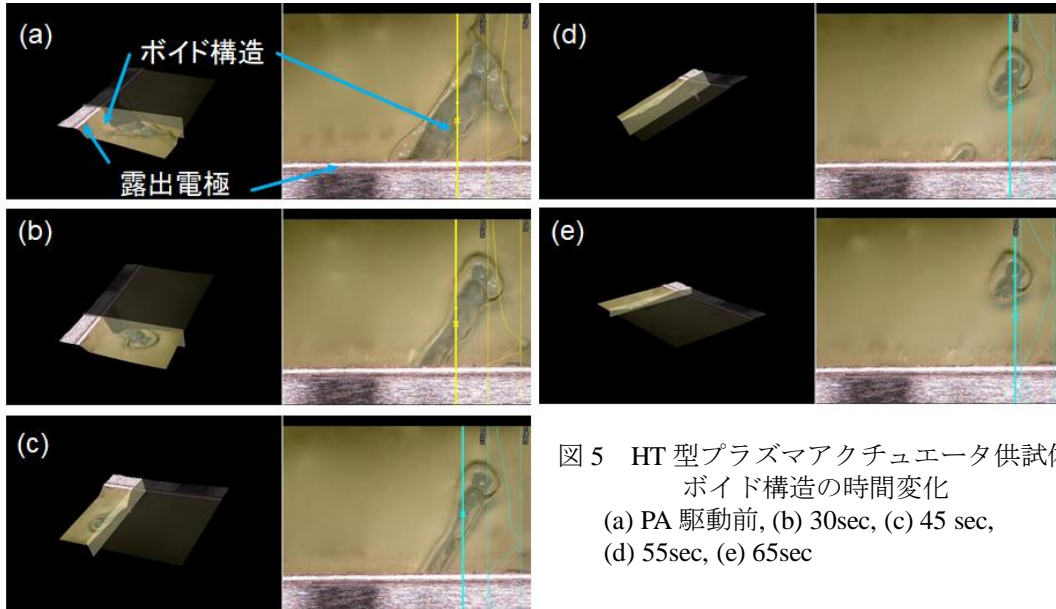 (a)
ボイド構造
露出電極
(b)
(c)
(d)
(e)
図 5 HT 型プラズマアクチュエータ供試
ボイド構造の時間変化
(a) PA 駆動前, (b) 30sec, (c) 45 sec,
(d) 55sec, (e) 65sec